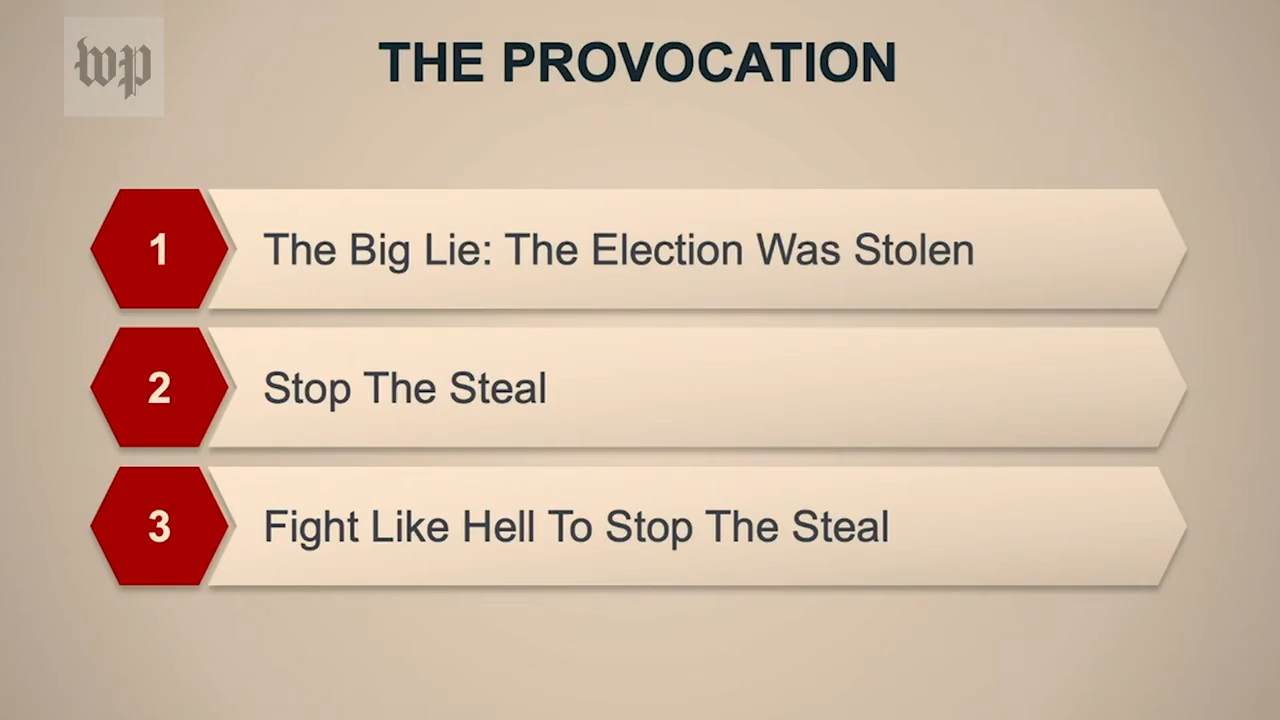 wp
THE PROVOCATION
1 The Big Lie: The Election Was Stolen
2 Stop The Steal
3 Fight Like Hell To Stop The Steal